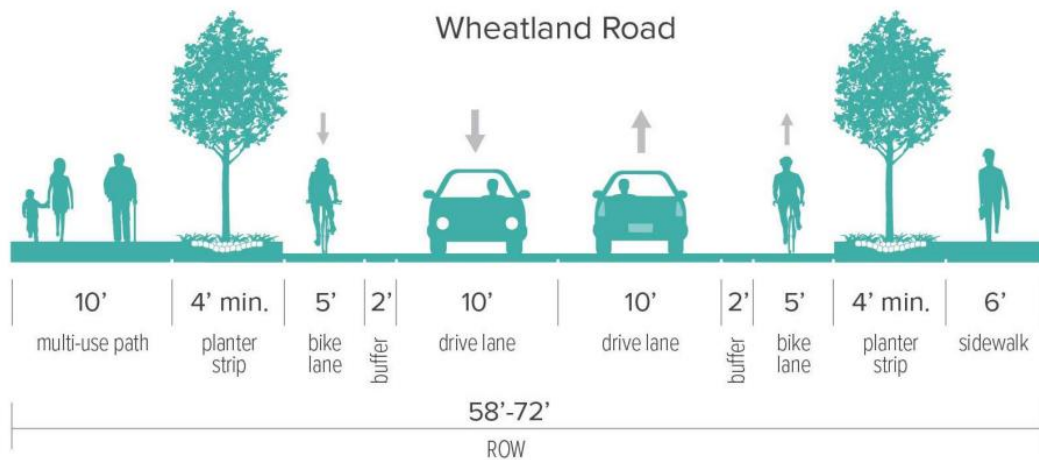 Wheatland Road
10’ 4’ min. 5’ 2’ 10’ 10’ 2’ 5’ 4’ min. 6’
multi-use path planter strip bike lane buffer drive lane drive lane buffer bike lane planter strip sidewalk
58’-72’
ROW